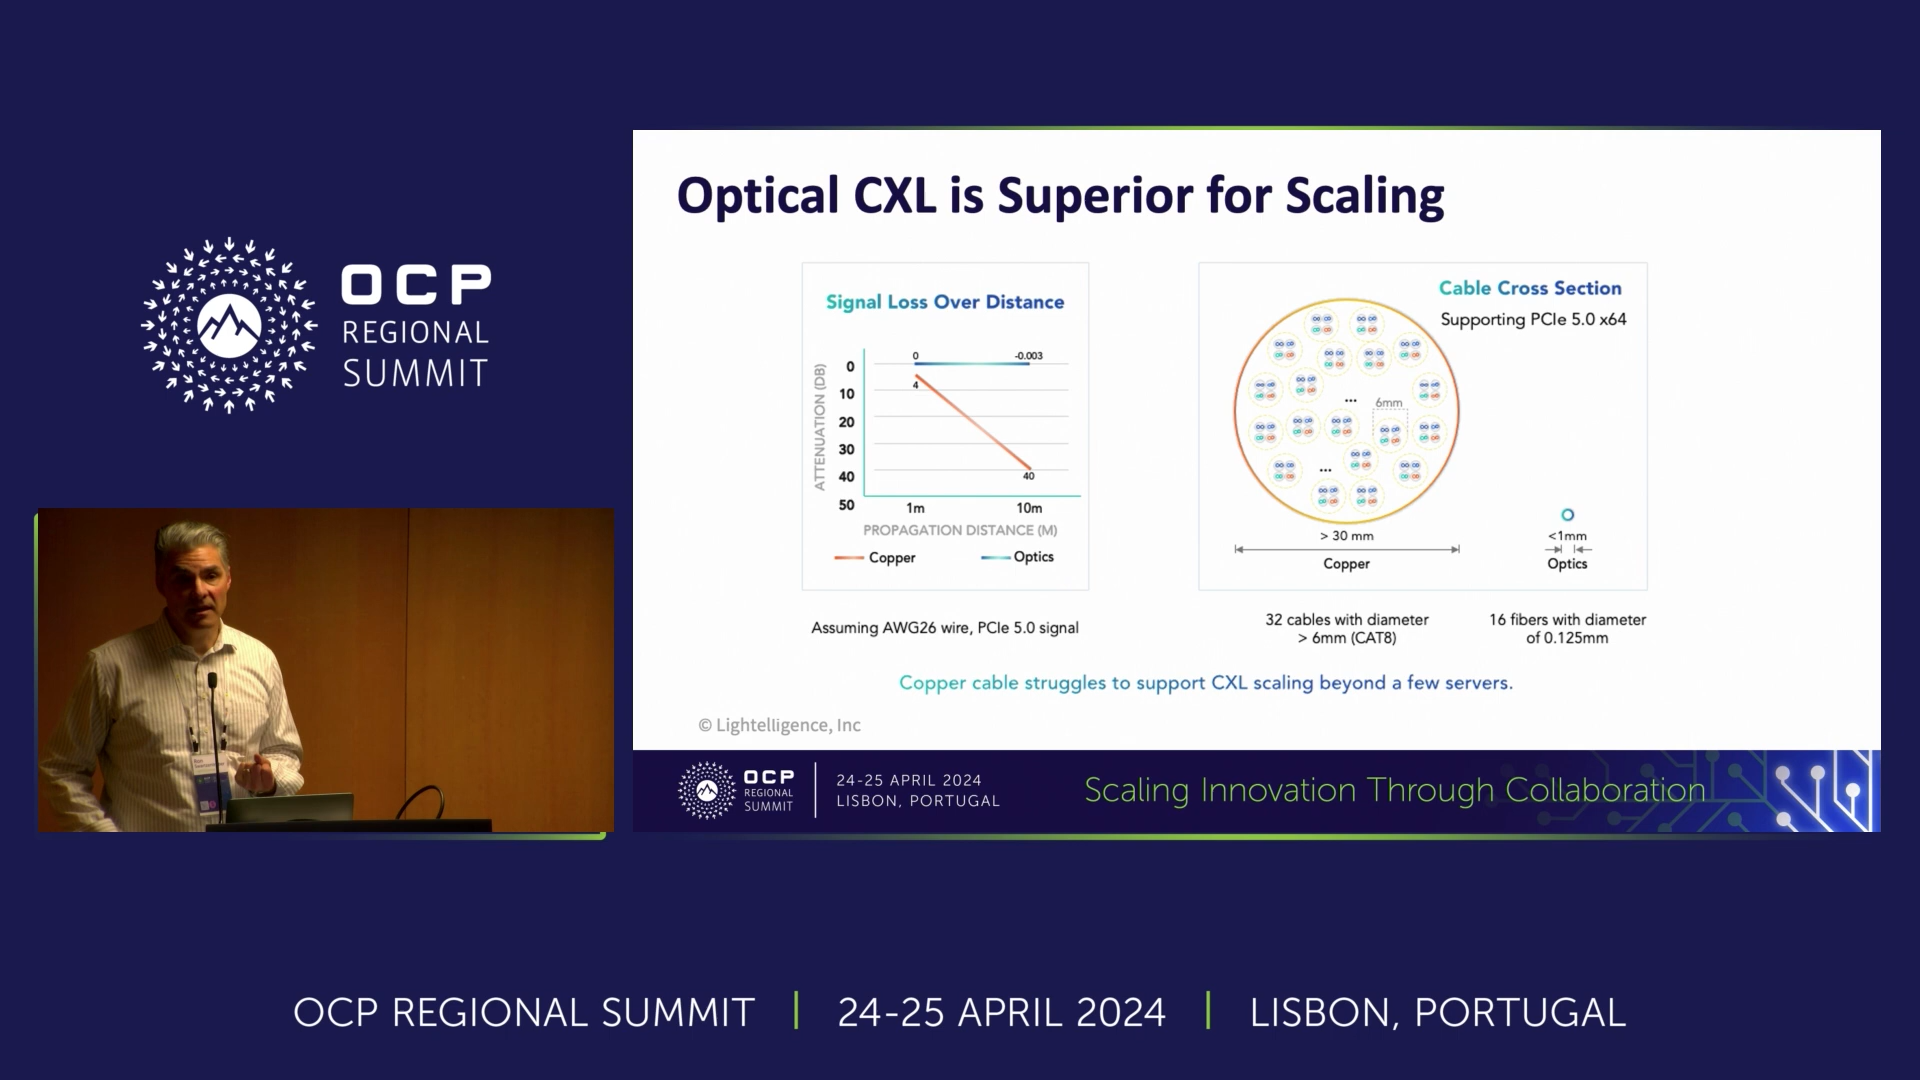 OCP
REGIONAL
SUMMIT
Optical CXL is Superior for Scaling
Signal Loss Over Distance
ATTENUATION (DB)
0
10
20
30
40
50
0
-0.003
4
40
1m
10m
PROPAGATION DISTANCE (M)
Copper
Optics
Assuming AWG26 wire, PCIe 5.0 signal
Cable Cross Section
Supporting PCIe 5.0 x64
...
6mm
...
> 30 mm
Copper
<1mm
Optics
32 cables with diameter
> 6mm (CAT8)
16 fibers with diameter
of 0.125mm
Copper cable struggles to support CXL scaling beyond a few servers.
© Lightelligence, Inc
OCP
REGIONAL
SUMMIT
24-25 APRIL 2024
LISBON, PORTUGAL
Scaling Innovation Through Collaboration
Ron
OCP REGIONAL SUMMIT | 24-25 APRIL 2024 | LISBON, PORTUGAL